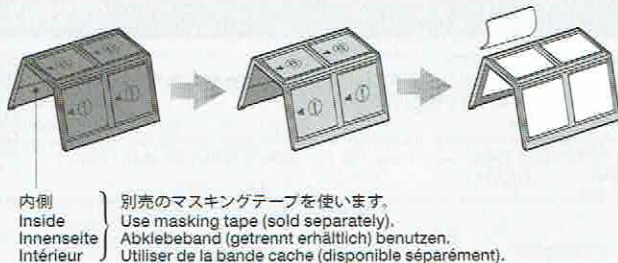 内側 別売のマスキングテープを使います。
Inside Use masking tape (sold separately).
Innenseite Abklebeband (getrennt erhältlich) benutzen.
Intérieur Utiliser de la bande cache (disponible séparément).